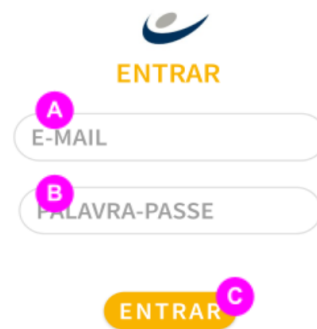 ENTRAR
A
E-MAIL
B
PALAVRA-PASSE
C
ENTRAR